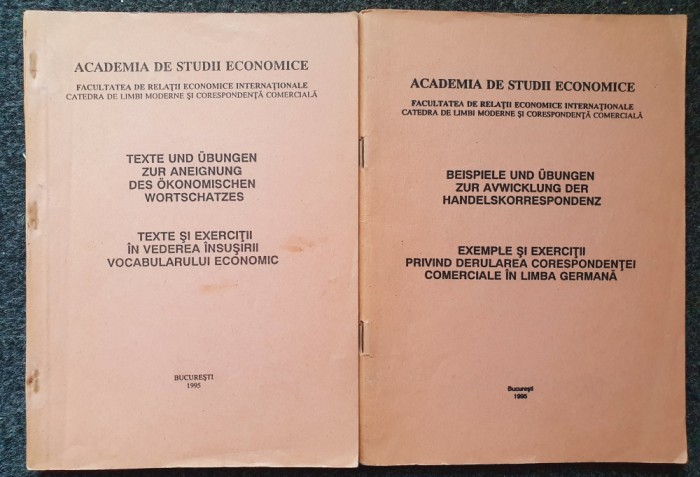 ACADEMIA DE STUDII ECONOMICE
FACULTATEA DE RELAȚII ECONOMICE INTERNAȚIONALE
CATEDRA DE LIMBI MODERNE ȘI CORESPONDENȚĂ COMERCIALĂ
TEXTE UND ÜBUNGEN
ZUR ANEIGNUNG
DES ÖKONOMISCHEN
WORTSCHATZES
TEXTE ȘI EXERCIȚII
ÎN VEDEREA ÎNSUȘIRII
VOCABULARULUI ECONOMIC
BUCUREȘTI
1995
ACADEMIA DE STUDII ECONOMICE
FACULTATEA DE RELAȚII ECONOMICE INTERNAȚIONALE
CATEDRA DE LIMBI MODERNE ȘI CORESPONDENȚĂ COMERCIALĂ
BEISPIELE UND ÜBUNGEN
ZUR AVWICKLUNG DER
HANDELSKORRESPONDENZ
EXEMPLE ȘI EXERCIȚII
PRIVIND DERULAREA CORESPONDENȚEI
COMERCIALE ÎN LIMBA GERMANĂ
București
1995